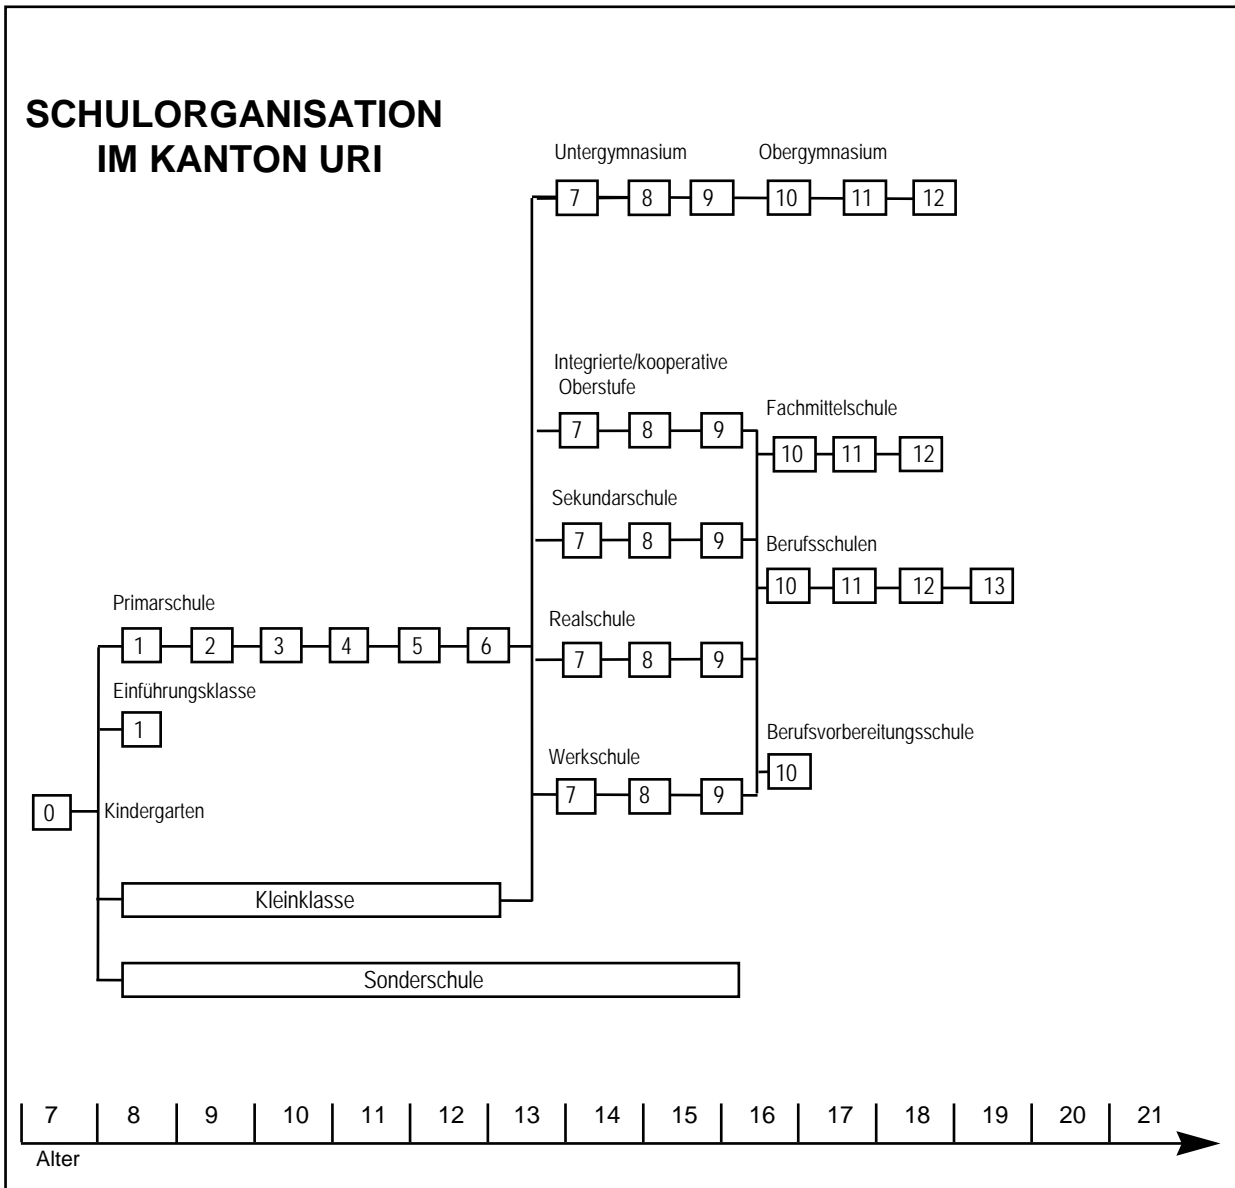 SCHULORGANISATION
IM KANTON URI
Untergymnasium Obergymnasium
7 8 9 10 11 12
Integrierte/kooperative
Oberstufe
7 8 9
Fachmittelschule
10 11 12
Sekundarschule
7 8 9
Berufsschulen
10 11 12 13
Primarschule
1 2 3 4 5 6
Realschule
7 8 9
Einführungsklasse
1
Werkschule
7 8 9
Berufsvorbereitungsschule
10
0 Kindergarten
Kleinklasse
Sonderschule
7 8 9 10 11 12 13 14 15 16 17 18 19 20 21
Alter